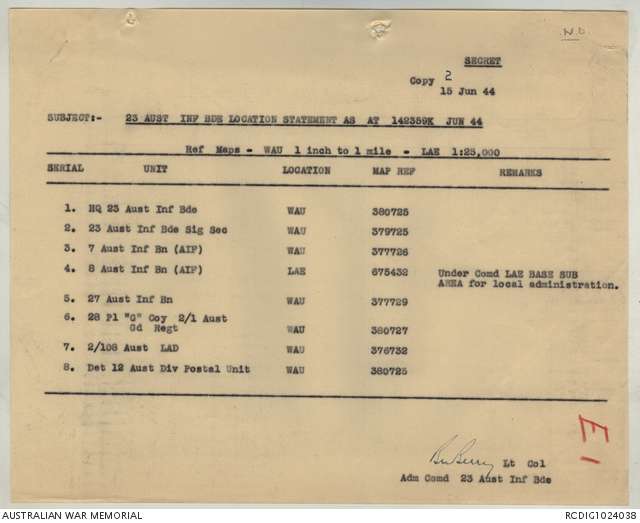 N.D.
SECRET
Copy 2
15 Jun 44
SUBJECT:- 23 AUST INF BDE LOCATION STATEMENT AS AT 142359K JUN 44
Ref Maps - WAU 1 inch to 1 mile - LAE 1:25,000
SERIAL UNIT LOCATION MAP REF REMARKS
1. HQ 23 Aust Inf Bde WAU 380725
2. 23 Aust Inf Bde Sig Sec WAU 379725
3. 7 Aust Inf Bn (AIF) WAU 377726
4. 8 Aust Inf Bn (AIF) LAE 675432 Under Comd LAE BASE SUB
AREA for local administration.
5. 27 Aust Inf Bn WAU 377729
6. 28 Pl "C" Coy 2/1 Aust
Gd Regt WAU 380727
7. 2/108 Aust LAD WAU 376732
8. Det 12 Aust Div Postal Unit WAU 380725
E1
Lt Col
Adm Comd 23 Aust Inf Bde
AUSTRALIAN WAR MEMORIAL RCDIG1024038